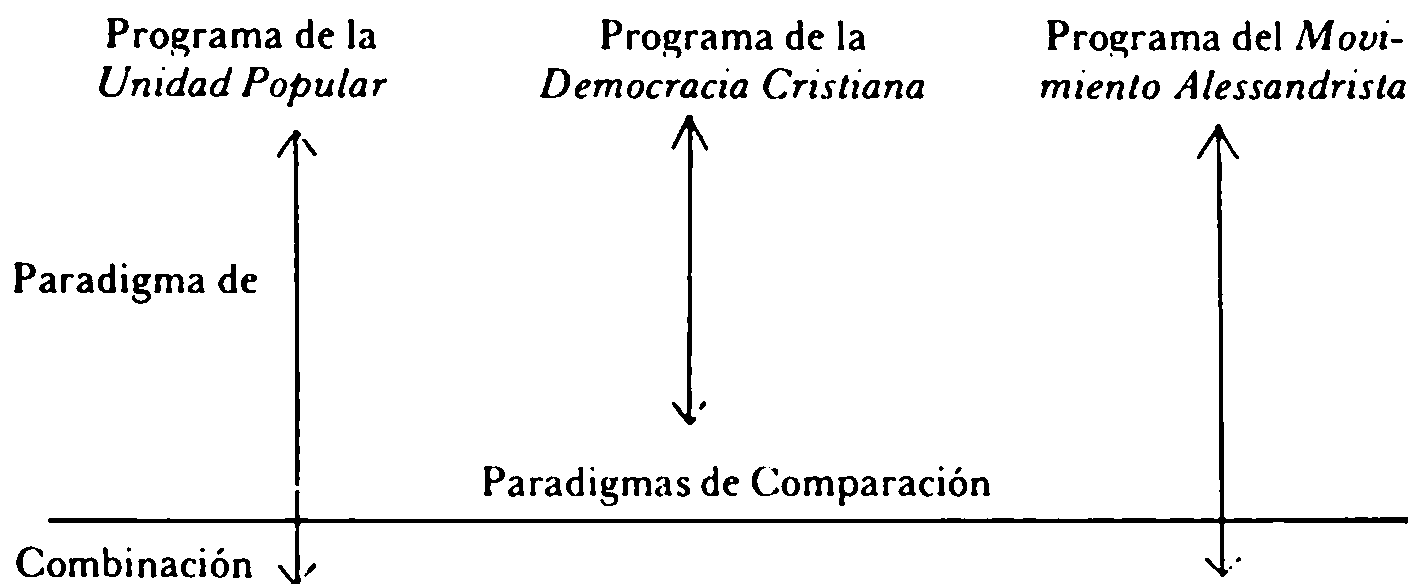 Programa de la
Unidad Popular
Programa de la
Democracia Cristiana
Programa del Movi-
miento Alessandrista
Paradigma de
Paradigmas de Comparación
Combinación